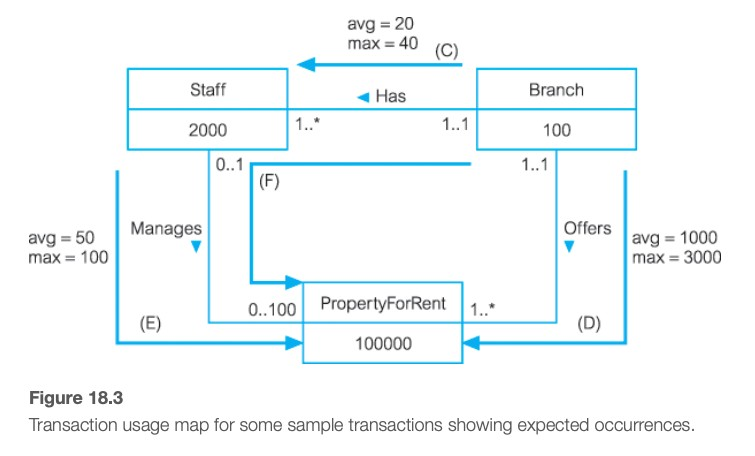 avg = 20
max = 40
(C)
Staff
Has
Branch
2000
1..*
1..1
100
0..1
(F)
1..1
avg = 50
max = 100
Manages
Offers
avg = 1000
max = 3000
0..100
PropertyForRent
1..*
(E)
100000
(D)
Figure 18.3
Transaction usage map for some sample transactions showing expected occurrences.